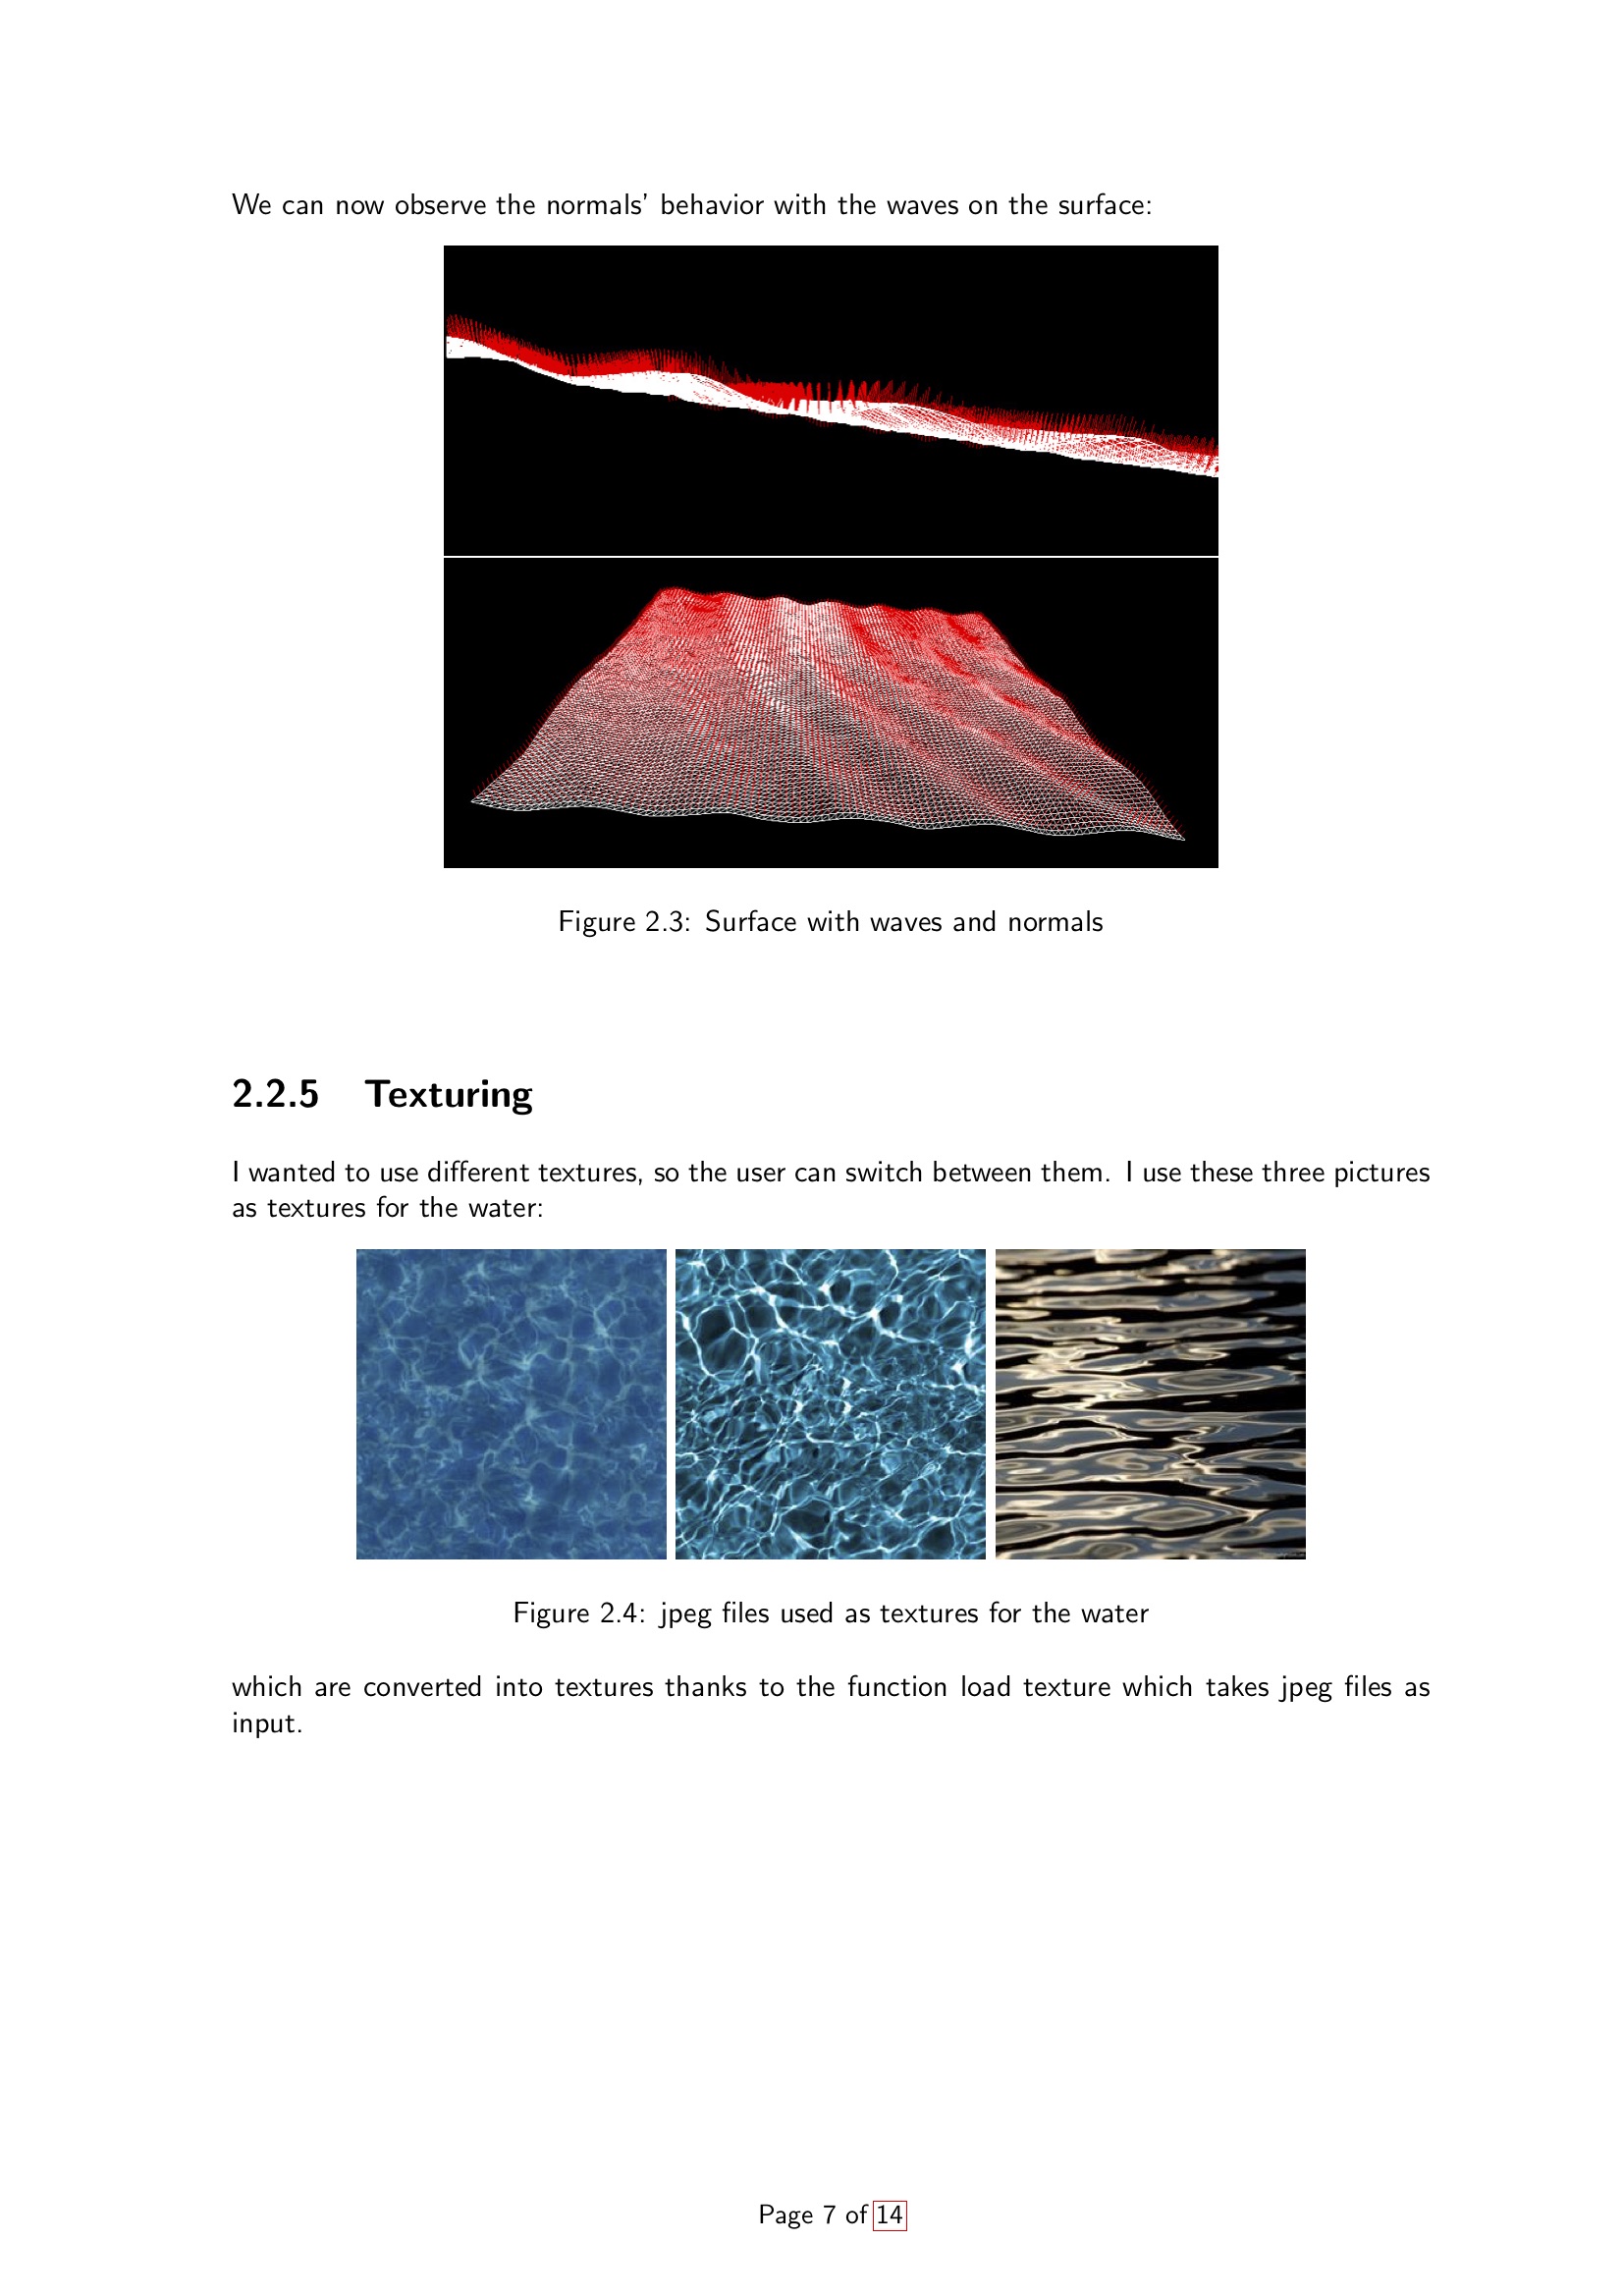 We can now observe the normals' behavior with the waves on the surface:
Figure 2.3: Surface with waves and normals
2.2.5 Texturing
I wanted to use different textures, so the user can switch between them. I use these three pictures
as textures for the water:
Figure 2.4: jpeg files used as textures for the water
which are converted into textures thanks to the function load texture which takes jpeg files as
input.
Page 7 of 14